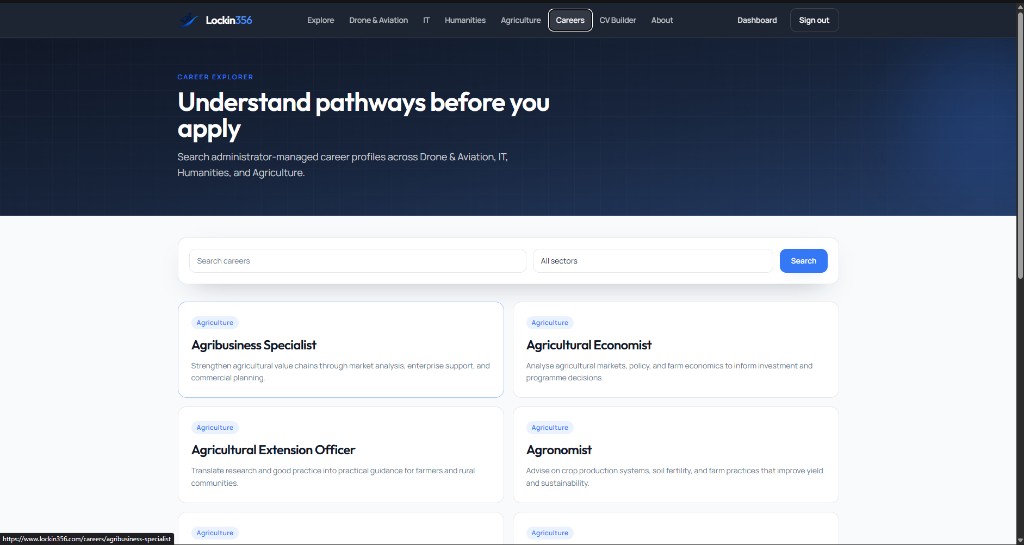 Lockin356
Explore
Drone & Aviation
IT
Humanities
Agriculture
Careers
CV Builder
About
Dashboard
Sign out
CAREER EXPLORER
Understand pathways before you
apply
Search administrator-managed career profiles across Drone & Aviation, IT,
Humanities, and Agriculture.
Search careers
All sectors
Search
Agriculture
Agribusiness Specialist
Strengthen agricultural value chains through market analysis, enterprise support, and
commercial planning.
Agriculture
Agricultural Economist
Analyse agricultural markets, policy, and farm economics to inform investment and
programme decisions.
Agriculture
Agricultural Extension Officer
Translate research and good practice into practical guidance for farmers and rural
communities.
Agriculture
Agronomist
Advise on crop production systems, soil fertility, and farm practices that improve yield
and sustainability.
Agriculture
Agriculture
https://www.lockin356.com/careers/agribusiness-specialist